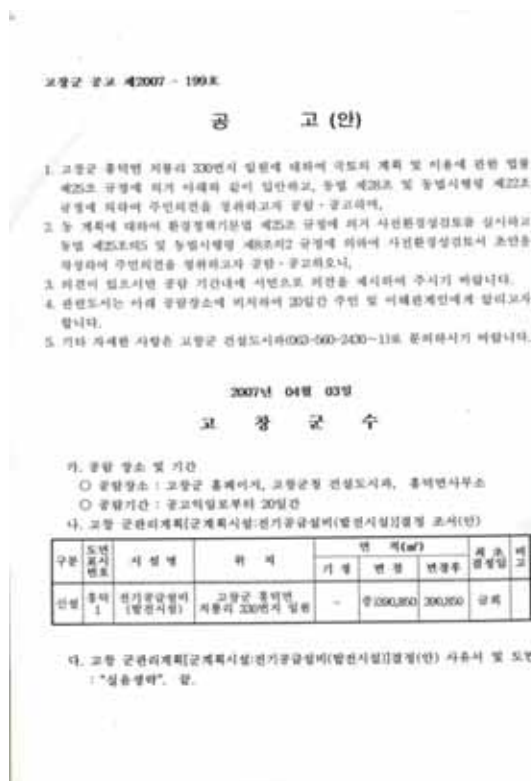 고창군 공고 제2007 - 199호
공 고 (안)
1. 고창군 흥덕면 치룡리 330번지 일원에 대하여 국토의 계획 및 이용에 관한 법률
제25조 규정에 의거 아래와 같이 입안하고, 동법 제28조 및 동법시행령 제22조
규정에 의하여 주민의견을 청취하고자 공람·공고하며,
2. 동 계획에 대하여 환경정책기본법 제25조 규정에 의거 사전환경성검토를 실시하고
동법 제25조의5 및 동법시행령 제8조의2 규정에 의하여 사전환경성검토서 초안을
작성하여 주민의견을 청취하고자 공람·공고하오니,
3. 의견이 있으시면 공람 기간내에 서면으로 의견을 제시하여 주시기 바랍니다.
4. 관련도서는 아래 공람장소에 비치하여 20일간 주민 및 이해관계인에게 알리고자
합니다.
5. 기타 자세한 사항은 고창군 건설도시과(063-560-2430~1)로 문의하시기 바랍니다.
2007년 04월 03일
고 창 군 수
가. 공람 장소 및 기간
○ 공람장소 : 고창군 홈페이지, 고창군청 건설도시과, 흥덕면사무소
○ 공람기간 : 공고익일로부터 20일간
나. 고창 군관리계획[군계획시설:전기공급설비(발전시설)]결정 조서(안)
구분 도면표시번호 시 설 명 위 치 면 적(㎡) 최 초 결정일 비고
기 정 변 경 변경후
신설 흥덕 1 전기공급설비 (발전시설) 고창군 흥덕면 치룡리 330번지 일원 - 증)390,850 390,850 금회
다. 고창 군관리계획[군계획시설:전기공급설비(발전시설)]결정(안) 사유서 및 도면
: "실음생략". 끝.